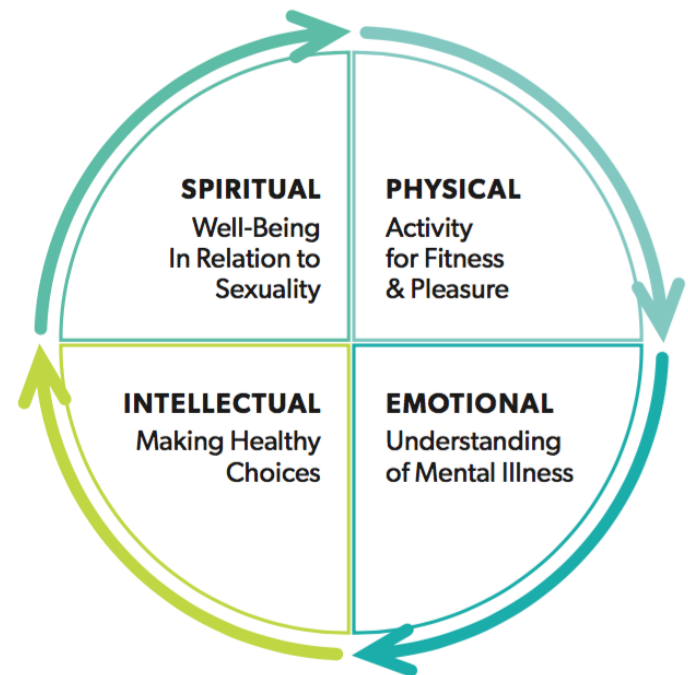 SPIRITUAL
Well-Being
In Relation to
Sexuality
PHYSICAL
Activity
for Fitness
& Pleasure
INTELLECTUAL
Making Healthy
Choices
EMOTIONAL
Understanding
of Mental Illness